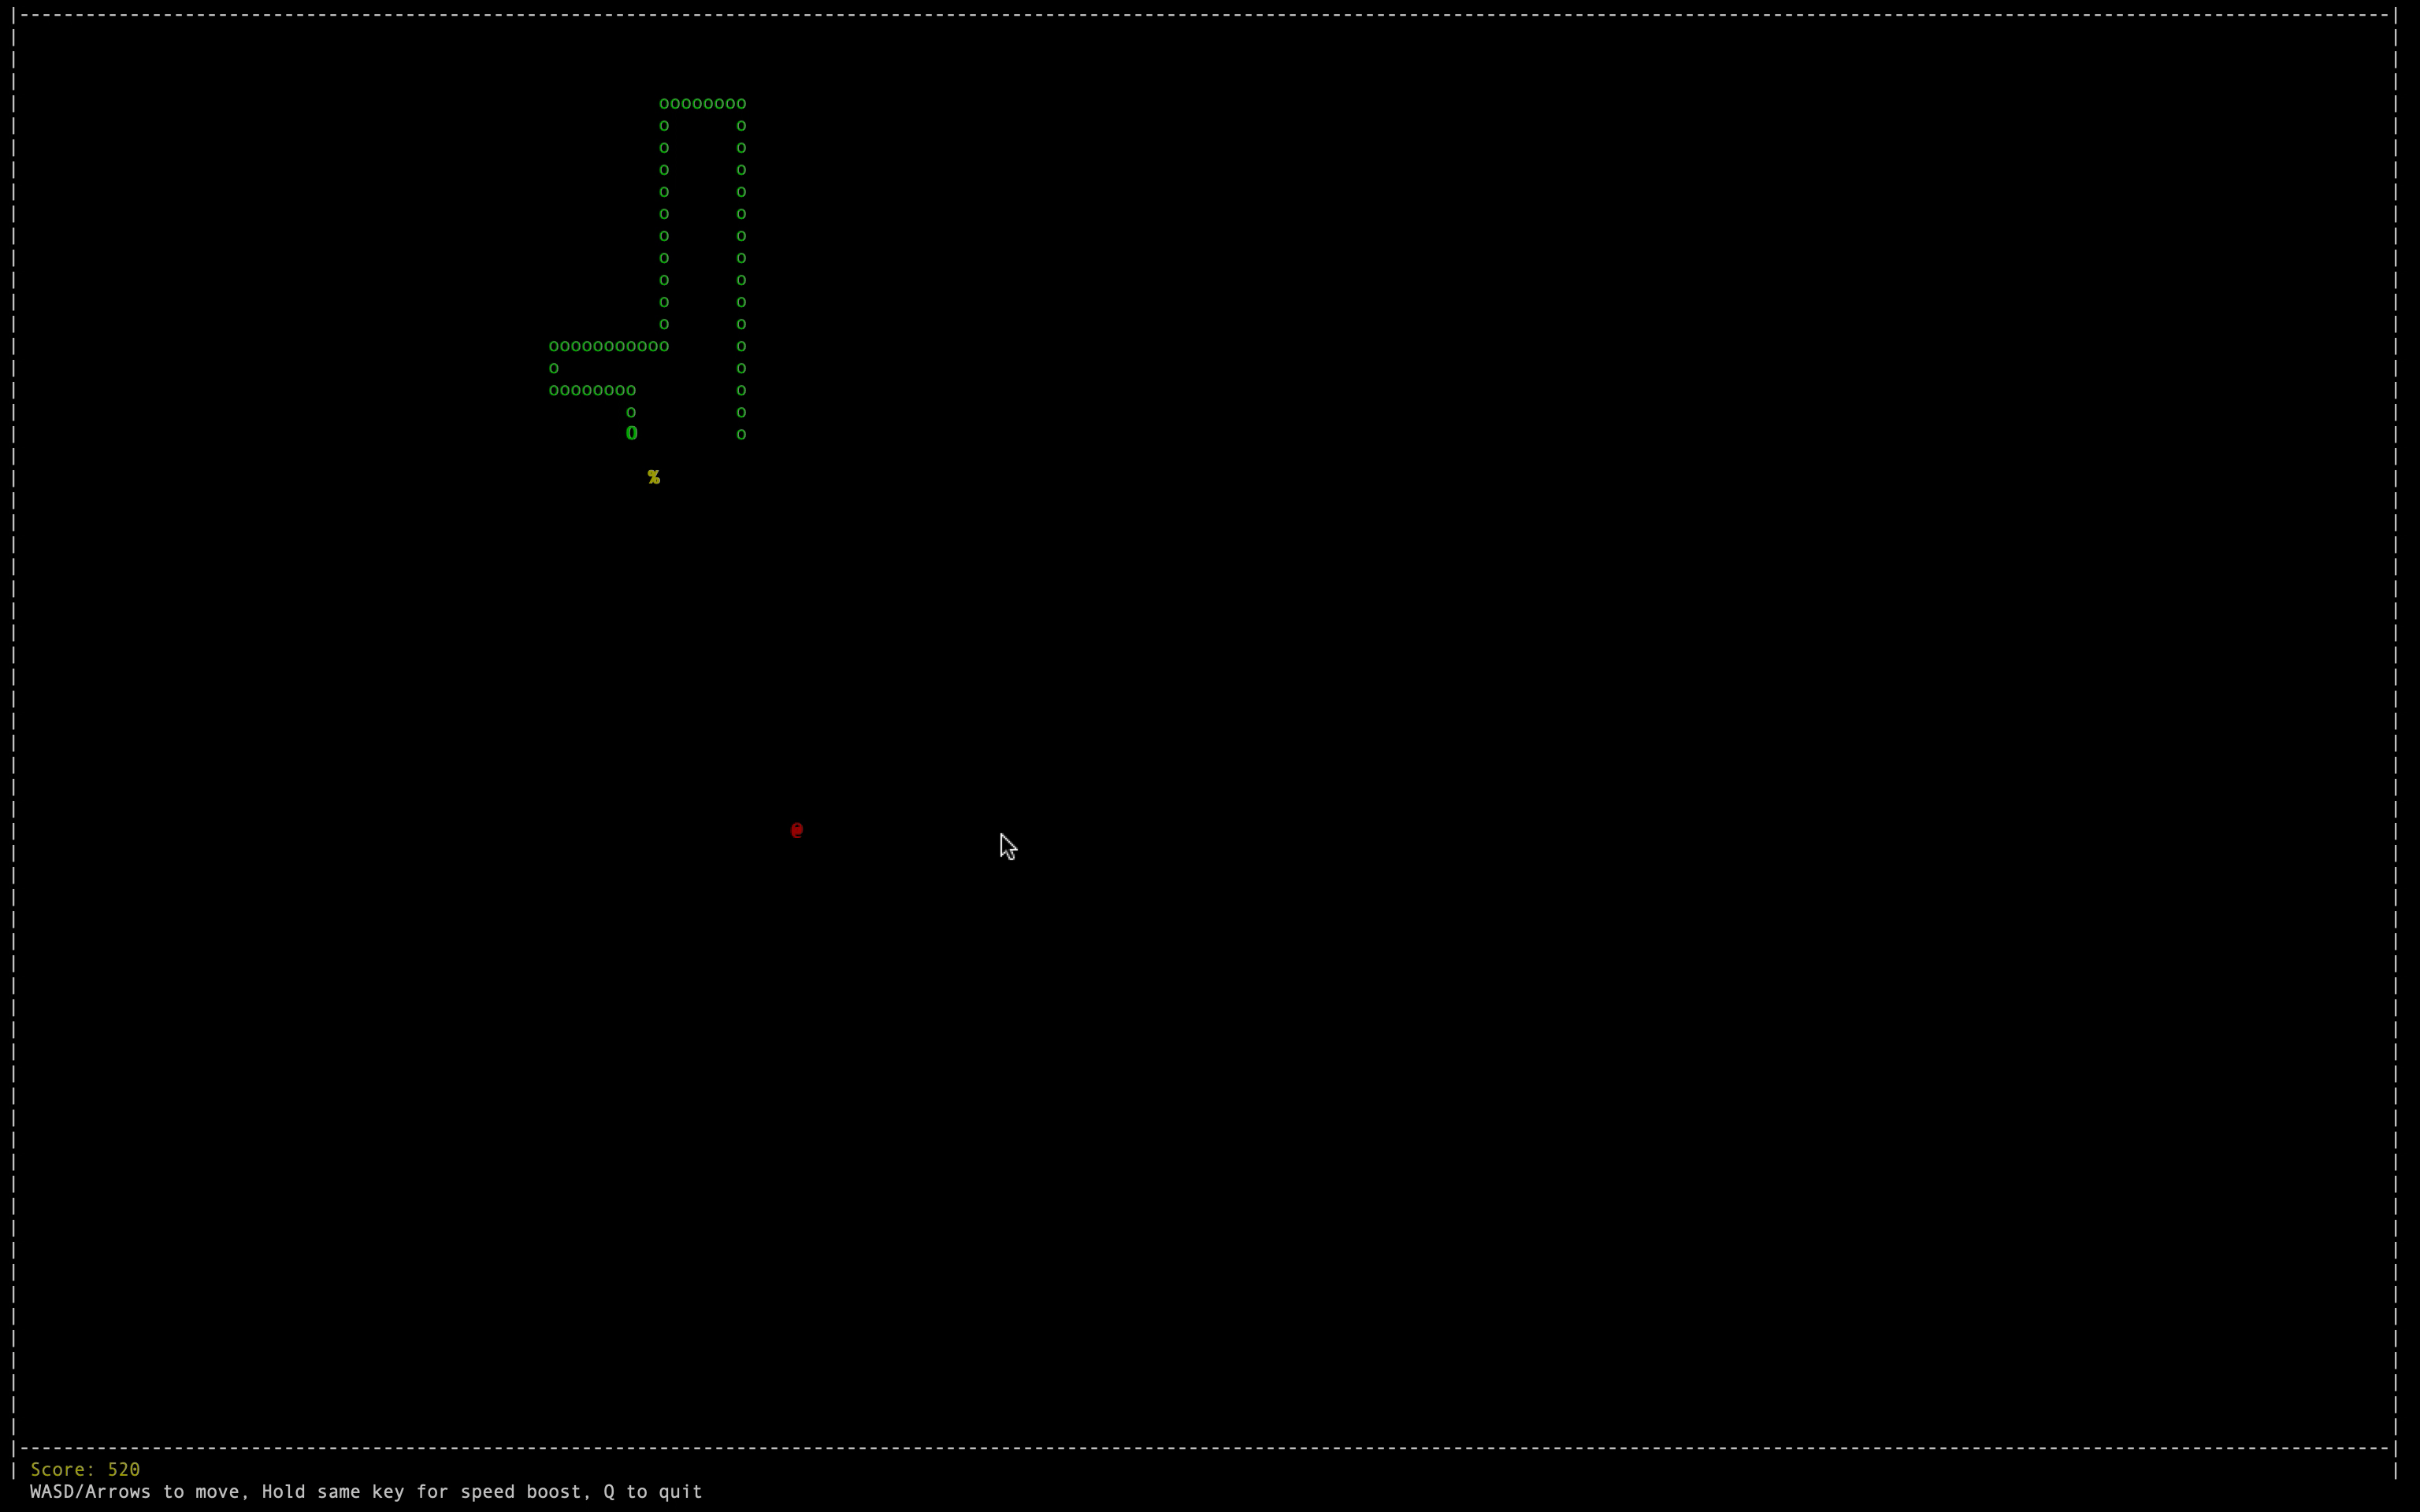 Score: 520
WASD/Arrows to move, Hold same key for speed boost, Q to quit